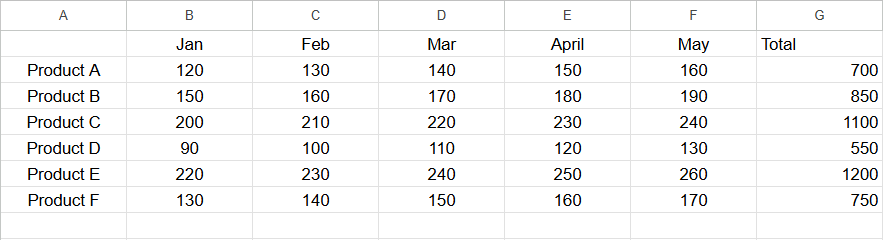 A B C D E F G
Jan Feb Mar April May Total
Product A 120 130 140 150 160 700
Product B 150 160 170 180 190 850
Product C 200 210 220 230 240 1100
Product D 90 100 110 120 130 550
Product E 220 230 240 250 260 1200
Product F 130 140 150 160 170 750